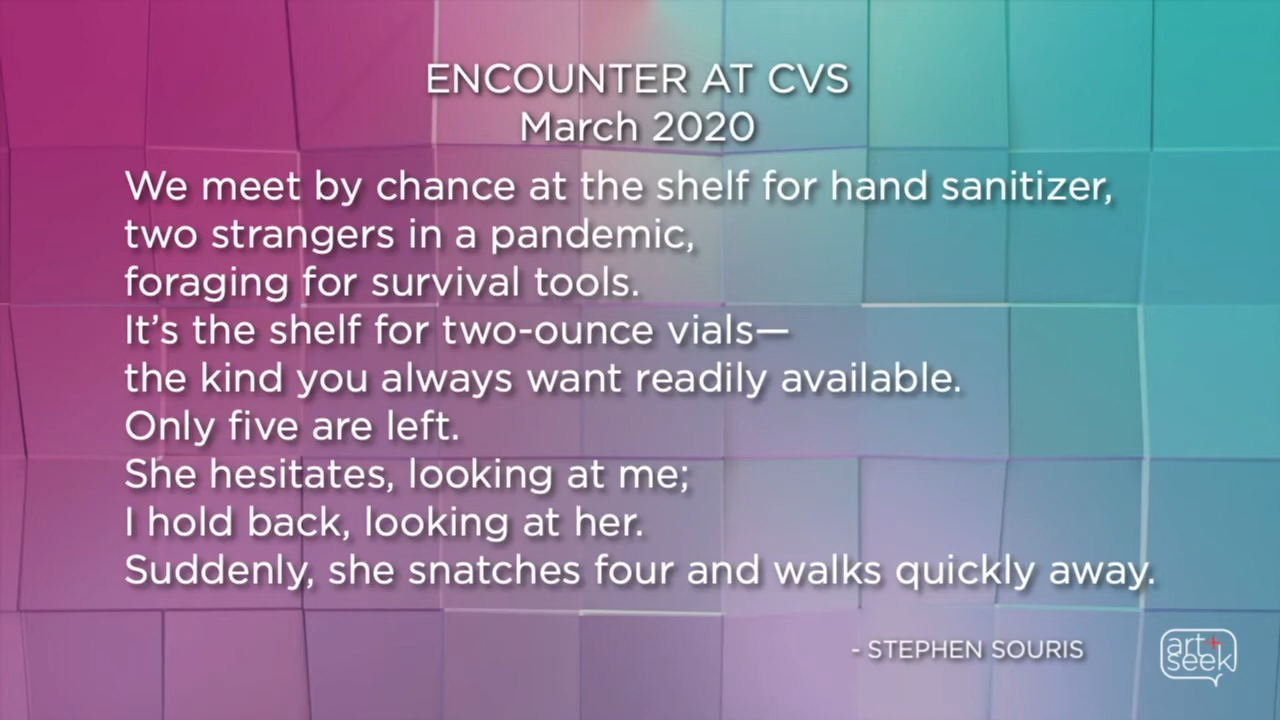 ENCOUNTER AT CVS
March 2020
We meet by chance at the shelf for hand sanitizer,
two strangers in a pandemic,
foraging for survival tools.
It’s the shelf for two-ounce vials—
the kind you always want readily available.
Only five are left.
She hesitates, looking at me;
I hold back, looking at her.
Suddenly, she snatches four and walks quickly away.
- STEPHEN SOURIS
art+
seek